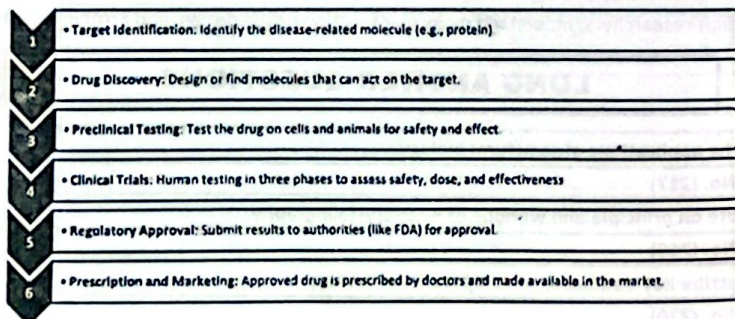 1
• Target Identification: Identify the disease-related molecule (e.g., protein)
2
• Drug Discovery: Design or find molecules that can act on the target.
3
• Preclinical Testing: Test the drug on cells and animals for safety and effect.
4
• Clinical Trials: Human testing in three phases to assess safety, dose, and effectiveness
5
• Regulatory Approval: Submit results to authorities (like FDA) for approval.
6
• Prescription and Marketing: Approved drug is prescribed by doctors and made available in the market.